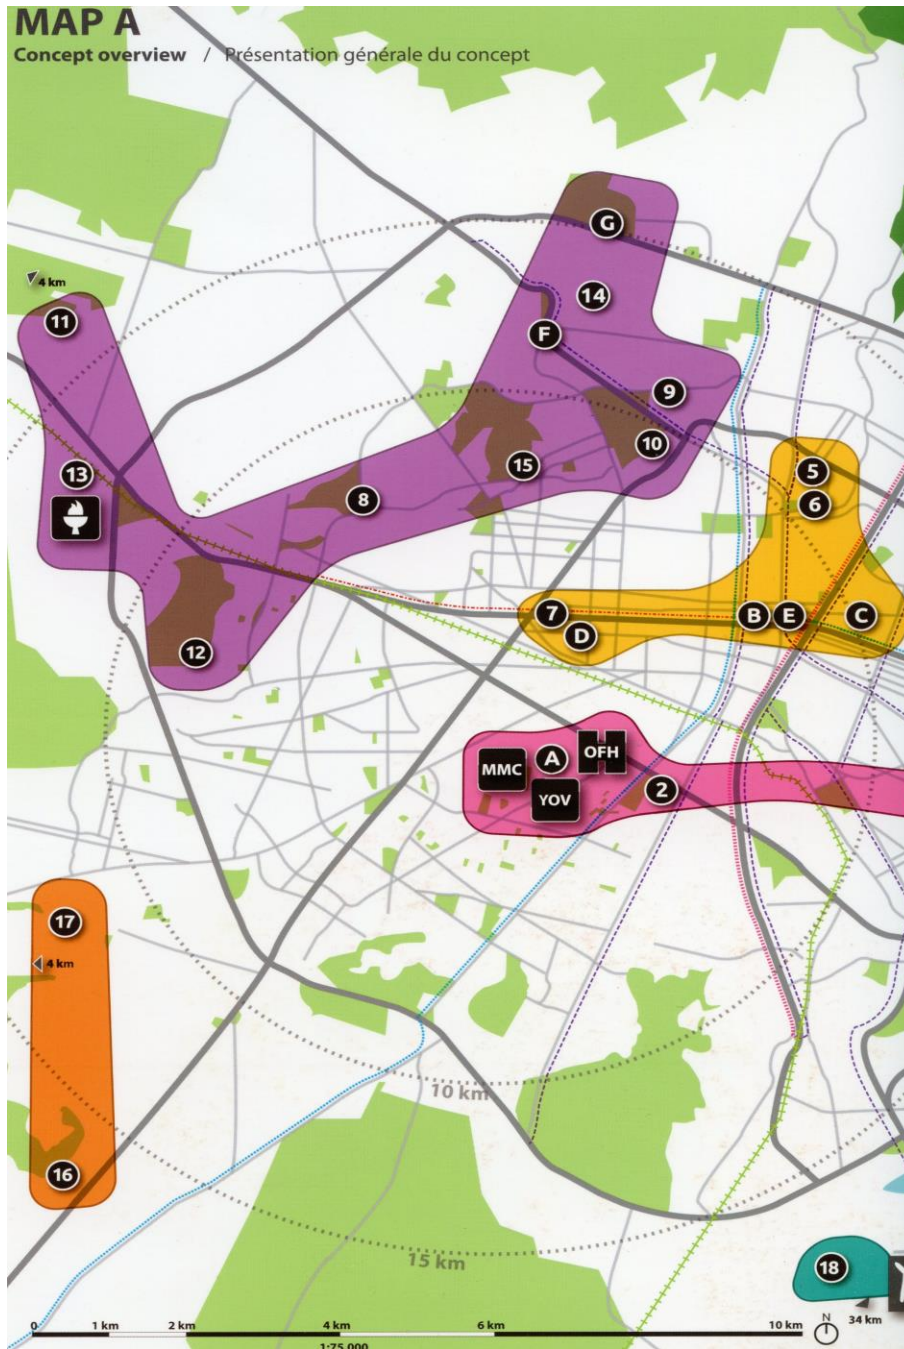 MAP A
Concept overview / Présentation générale du concept
G
4 km
14
11
F
9
10
15
5
13
6
8
7
B
E
C
D
12
OFH
A
MMC
2
YOV
17
4 km
10 km
16
15 km
18
34 km
N
0 1 km 2 km 4 km 6 km 10 km
1:75 000